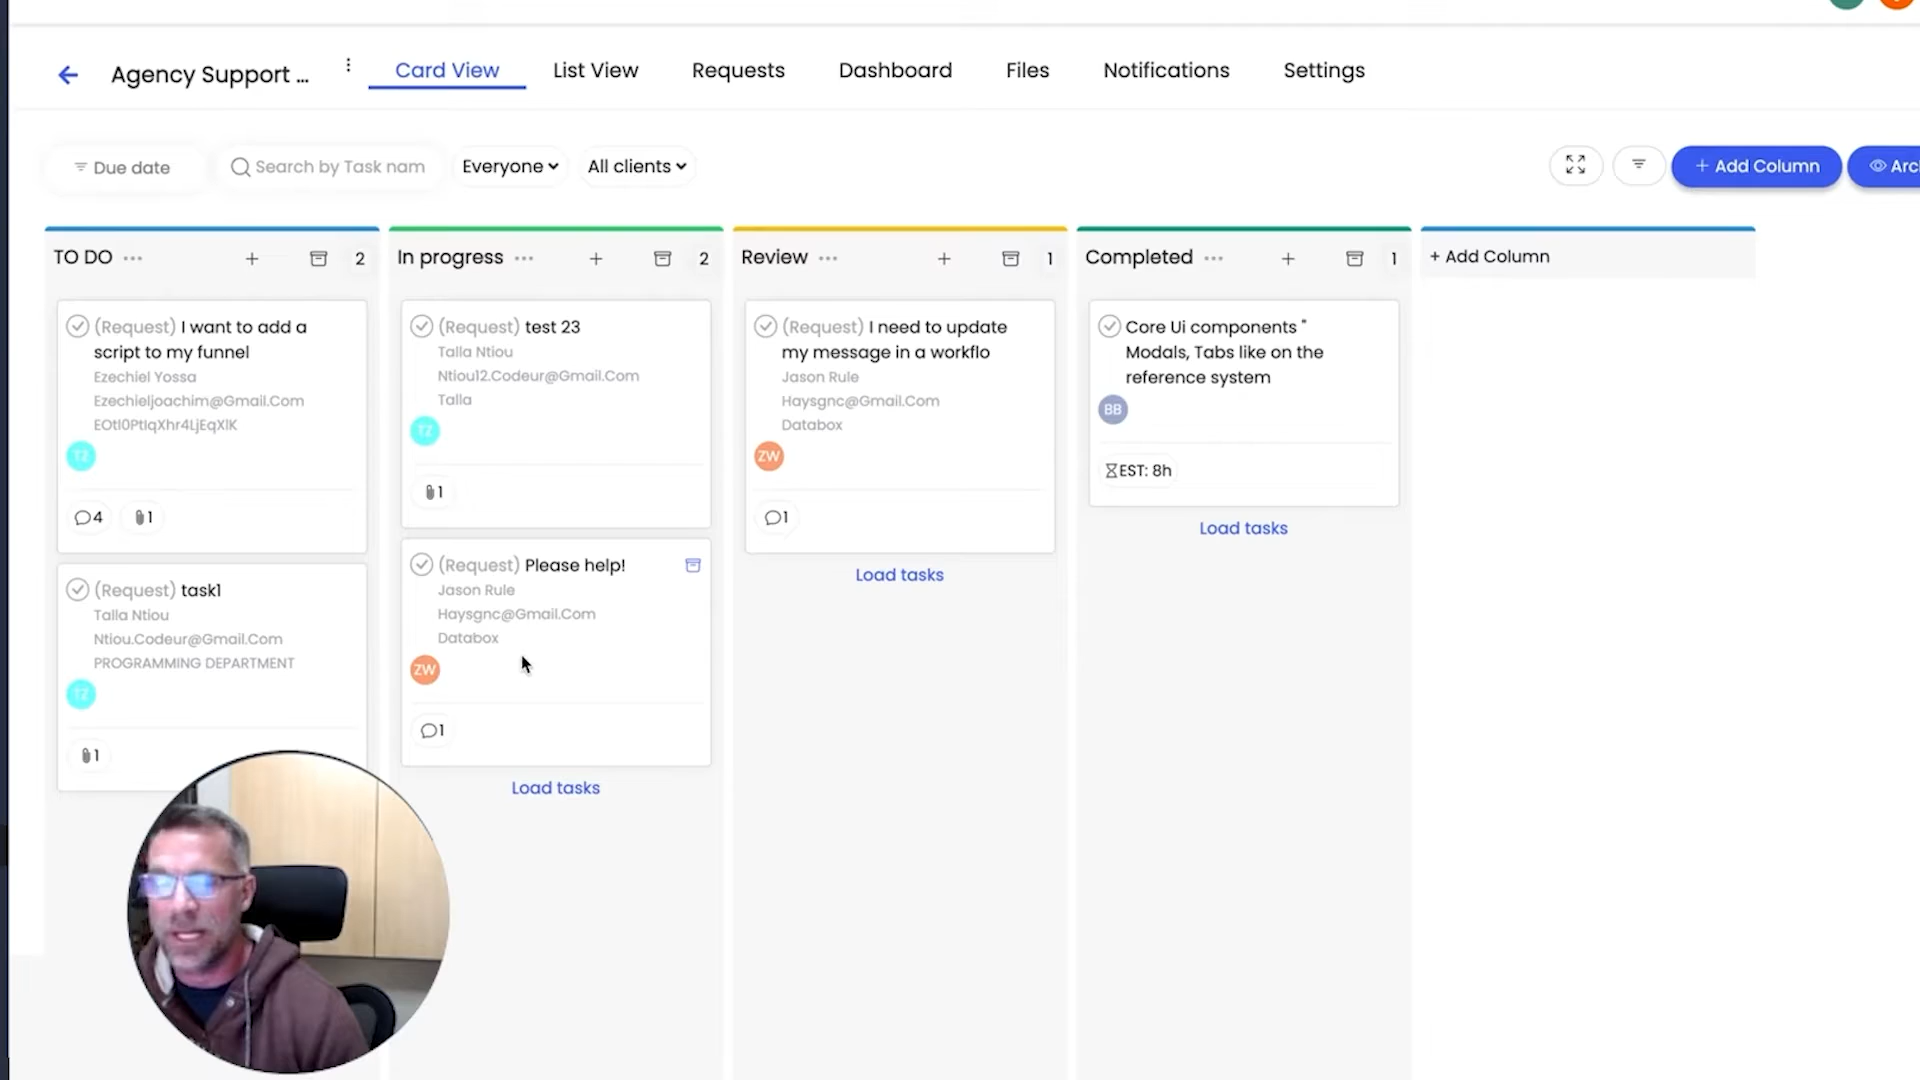 Agency Support ...
Card View
List View
Requests
Dashboard
Files
Notifications
Settings
Due date
Search by Task nam
Everyone
All clients
+ Add Column
Arc
TO DO ... + 2
(Request) I want to add a
script to my funnel
Ezechiel Yossa
Ezechieljoachim@Gmail.Com
EOtl0PtIqXhr4LjEqXlK
TZ
4 1
(Request) task1
Talla Ntiou
Ntiou.Codeur@Gmail.Com
PROGRAMMING DEPARTMENT
TZ
1
In progress ... + 2
(Request) test 23
Talla Ntiou
Ntiou12.Codeur@Gmail.Com
Talla
TZ
1
(Request) Please help!
Jason Rule
Haysgnc@Gmail.Com
Databox
ZW
1
Load tasks
Review ... + 1
(Request) I need to update
my message in a workflo
Jason Rule
Haysgnc@Gmail.Com
Databox
ZW
1
Load tasks
Completed ... + 1
Core Ui components "
Modals, Tabs like on the
reference system
BB
EST: 8h
Load tasks
+ Add Column